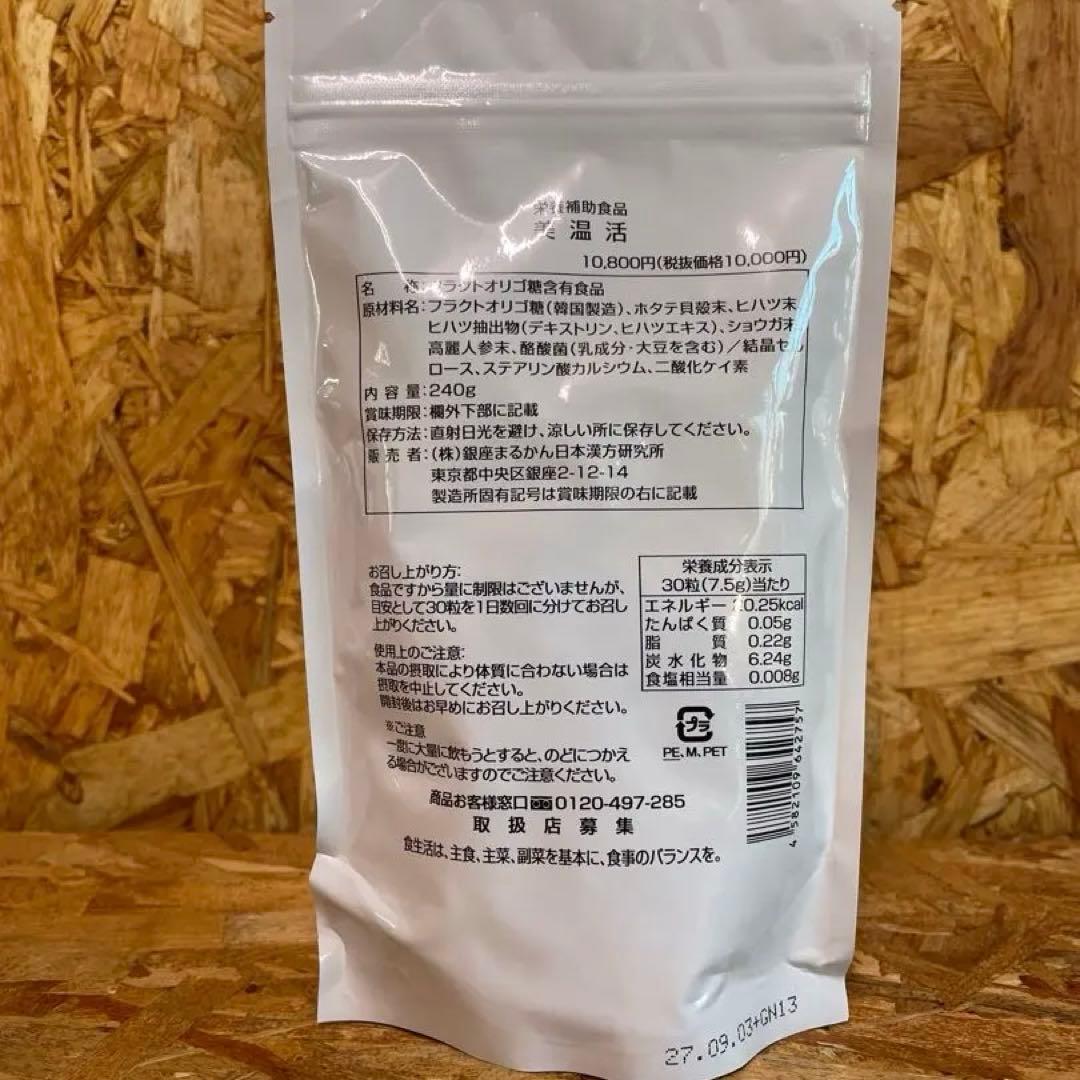 栄養補助食品
美温活
10,800円(税抜価格10,000円)
名 称:フラクトオリゴ糖含有食品
原材料名:フラクトオリゴ糖(韓国製造)、ホタテ貝殻末、ヒハツ末
ヒハツ抽出物(デキストリン、ヒハツエキス)、ショウガ末
高麗人参末、酪酸菌(乳成分・大豆を含む)/結晶セル
ロース、ステアリン酸カルシウム、二酸化ケイ素
内容量:240g
賞味期限:欄外下部に記載
保存方法:直射日光を避け、涼しい所に保存してください。
販売者:(株)銀座まるかん日本漢方研究所
東京都中央区銀座2-12-14
製造所固有記号は賞味期限の右に記載
お召し上がり方:
食品ですから量に制限はございませんが、
目安として30粒を1日数回に分けてお召し
上がりください。
使用上のご注意:
本品の摂取により体質に合わない場合は
摂取を中止してください。
開封後はお早めにお召し上がりください。
※ご注意
一度に大量に飲もうとすると、のどにつかえ
る場合がございますのでご注意ください。
栄養成分表示
30粒(7.5g)当たり
エネルギー 20.25kcal
たんぱく質 0.05g
脂質 0.22g
炭水化物 6.24g
食塩相当量 0.008g
プラ
PE、M、PET
4 582109 642757
商品お客様窓口 0120-497-285
取扱店募集
食生活は、主食、主菜、副菜を基本に、食事のバランスを。
27.09.03+GN13